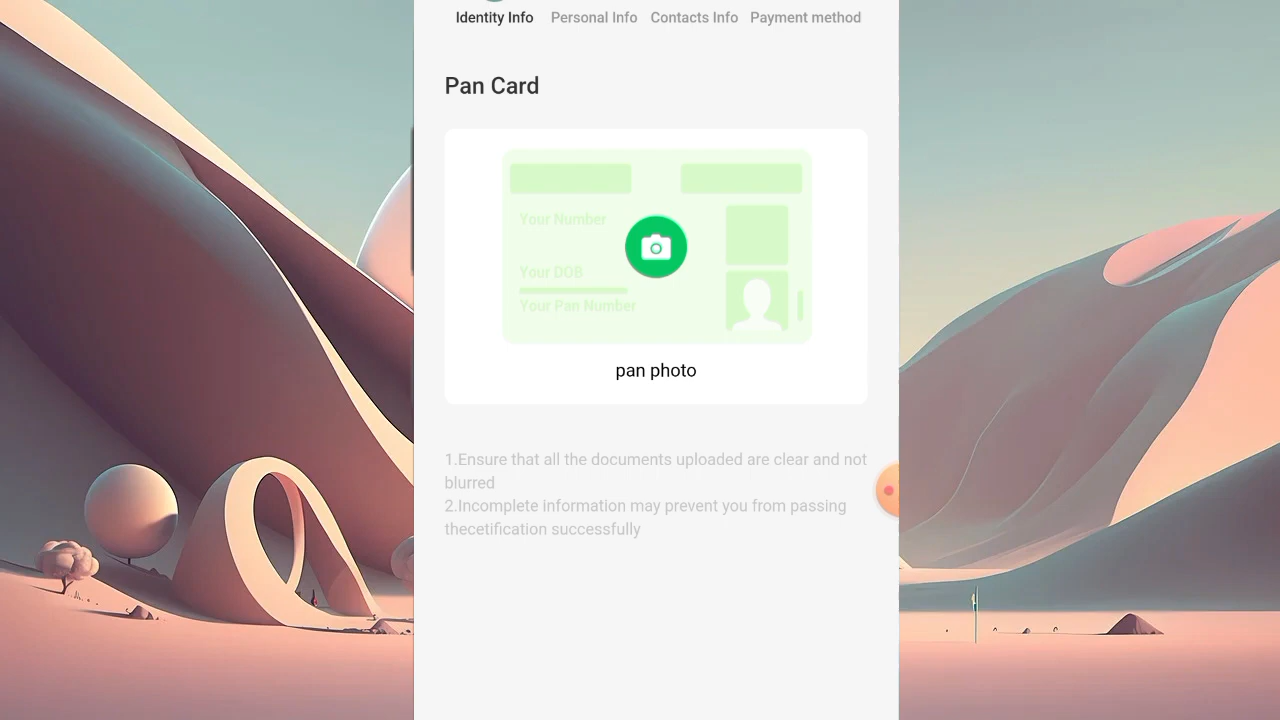 Identity Info Personal Info Contacts Info Payment method
Pan Card
Your Number
Your DOB
Your Pan Number
pan photo
1.Ensure that all the documents uploaded are clear and not
blurred
2.Incomplete information may prevent you from passing
thecetification successfully